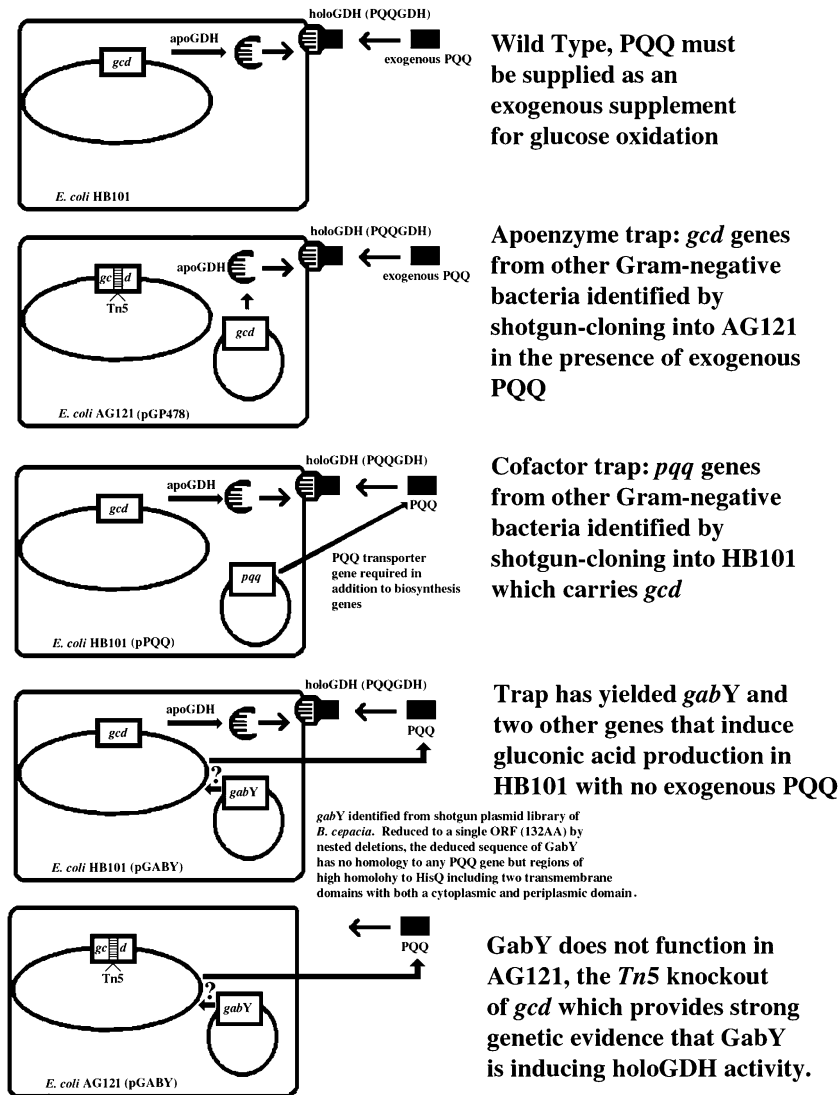 holoGDH (PQQGDH)
apoGDH
gcd
exogenous PQQ
E. coli HB101
Wild Type, PQQ must
be supplied as an
exogenous supplement
for glucose oxidation
holoGDH (PQQGDH)
apoGDH
gc d
Tn5
exogenous PQQ
gcd
E. coli AG121 (pGP478)
Apoenzyme trap: gcd genes
from other Gram-negative
bacteria identified by
shotgun-cloning into AG121
in the presence of exogenous
PQQ
holoGDH (PQQGDH)
apoGDH
gcd
PQQ
PQQ transporter
gene required in
addition to biosynthesis
genes
pqq
E. coli HB101 (pPQQ)
Cofactor trap: pqq genes
from other Gram-negative
bacteria identified by
shotgun-cloning into HB101
which carries gcd
holoGDH (PQQGDH)
apoGDH
gcd
PQQ
?
gabY
E. coli HB101 (pGABY)
Trap has yielded gabY and
two other genes that induce
gluconic acid production in
HB101 with no exogenous PQQ
gabY identified from shotgun plasmid library of
B. cepacia. Reduced to a single ORF (132AA) by
nested deletions, the deduced sequence of GabY
has no homology to any PQQ gene but regions of
high homolohy to HisQ including two transmembrane
domains with both a cytoplasmic and periplasmic domain.
gc d
Tn5
PQQ
?
gabY
E. coli AG121 (pGABY)
GabY does not function in
AG121, the Tn5 knockout
of gcd which provides strong
genetic evidence that GabY
is inducing holoGDH activity.